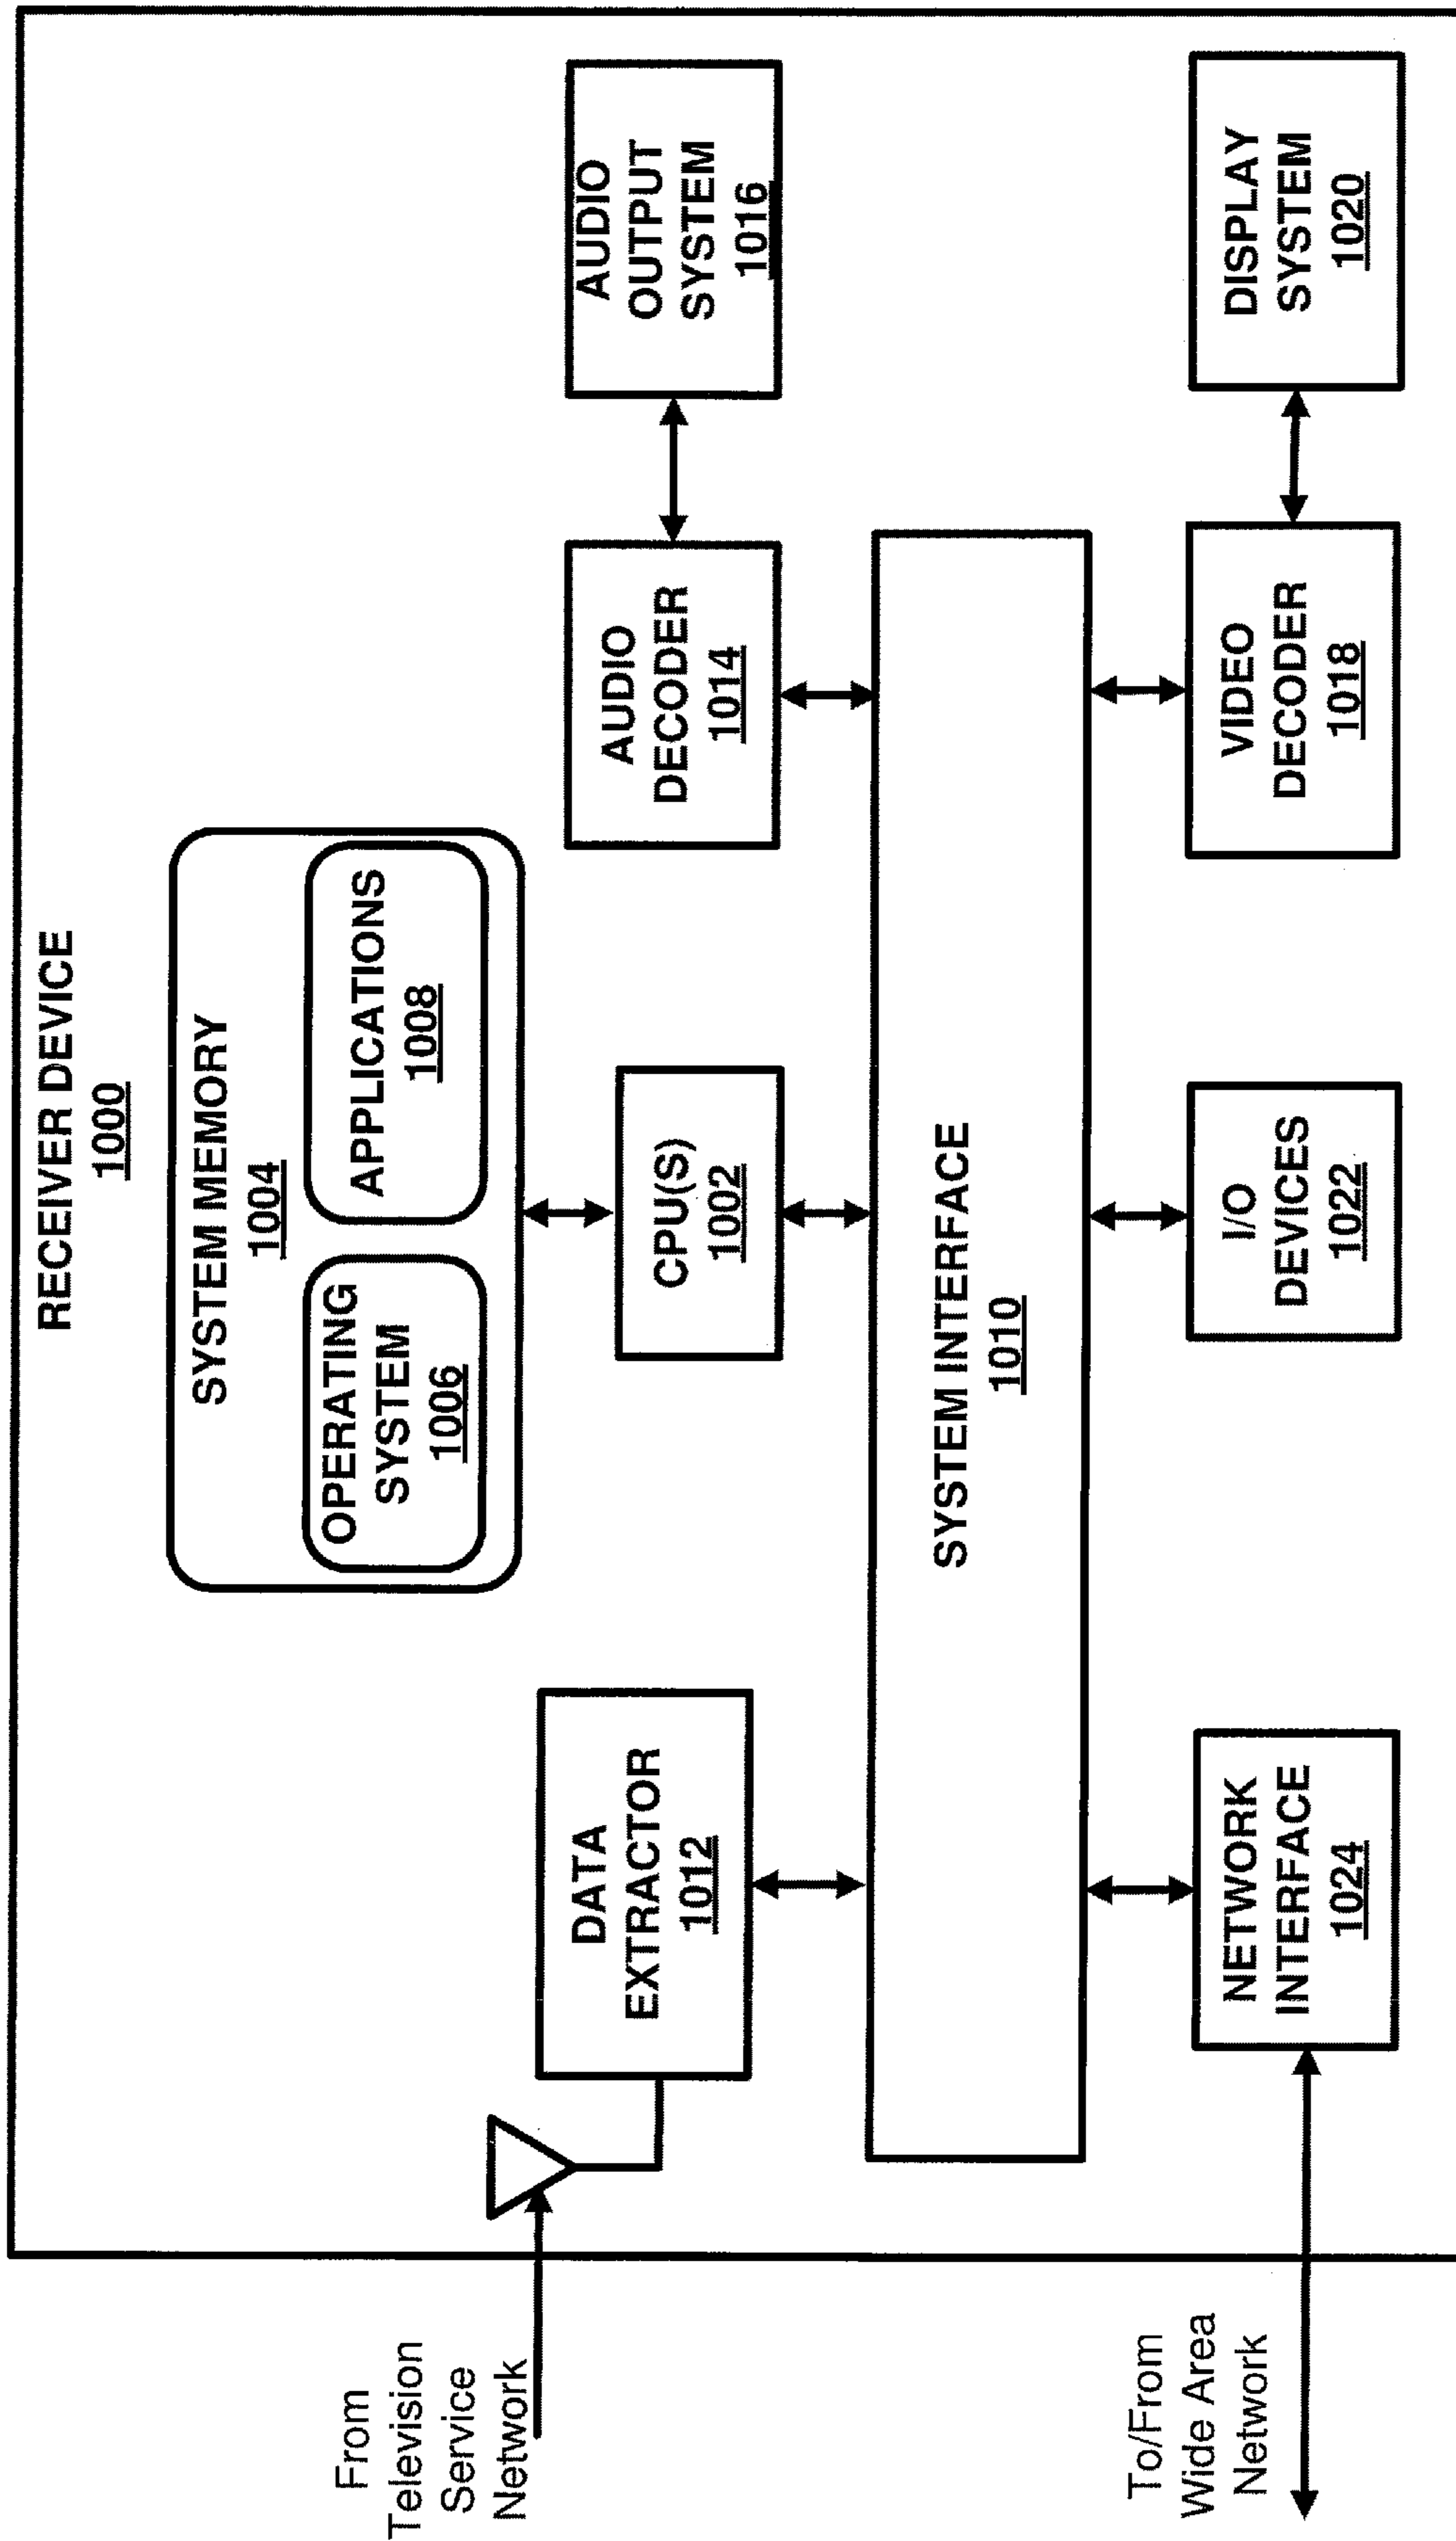 RECEIVER DEVICE
1000
SYSTEM MEMORY
1004
OPERATING
SYSTEM
1006
APPLICATIONS
1008
From
Television
Service
Network
DATA
EXTRACTOR
1012
CPU(S)
1002
AUDIO
DECODER
1014
AUDIO
OUTPUT
SYSTEM
1016
SYSTEM INTERFACE
1010
To/From
Wide Area
Network
NETWORK
INTERFACE
1024
I/O
DEVICES
1022
VIDEO
DECODER
1018
DISPLAY
SYSTEM
1020